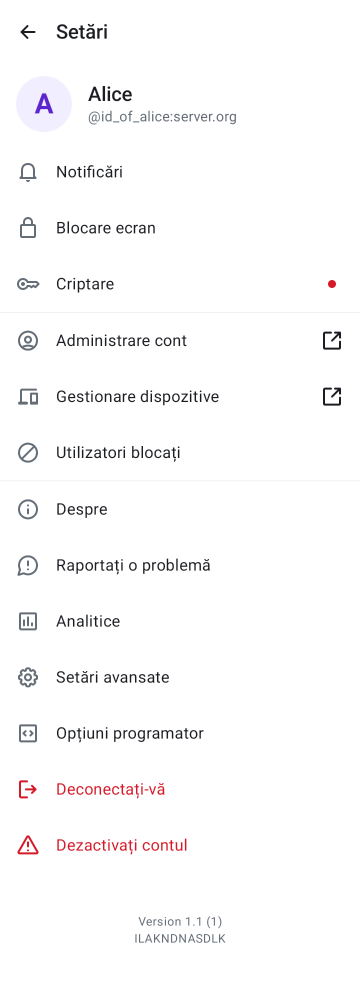 Setări
A
Alice
@id_of_alice:server.org
Notificări
Blocare ecran
Criptare
Administrare cont
Gestionare dispozitive
Utilizatori blocați
Despre
Raportați o problemă
Analitice
Setări avansate
Opțiuni programator
Deconectați-vă
Dezactivați contul
Version 1.1 (1)
ILAKNDNASDLK